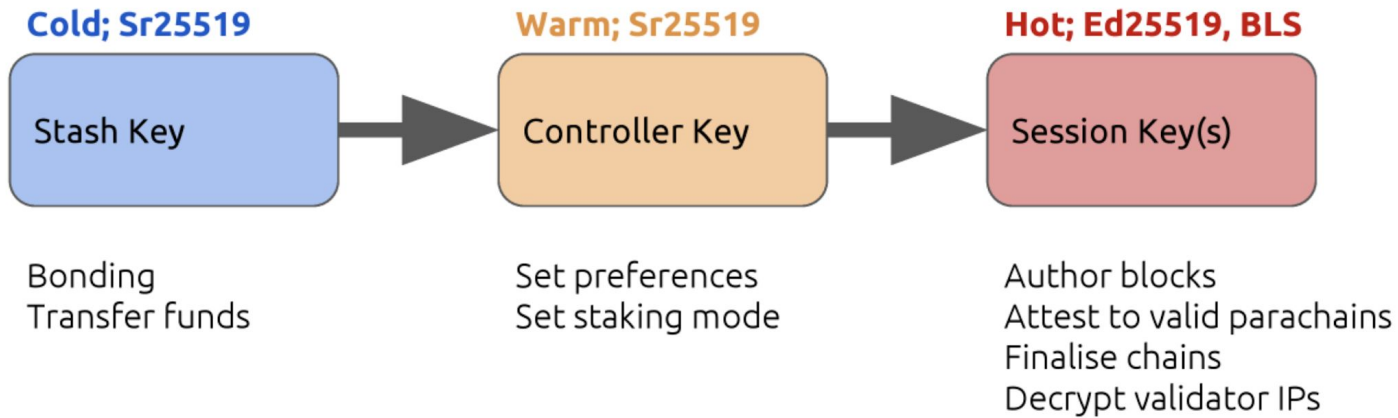 Cold; Sr25519
Stash Key
Bonding
Transfer funds
Warm; Sr25519
Controller Key
Set preferences
Set staking mode
Hot; Ed25519, BLS
Session Key(s)
Author blocks
Attest to valid parachains
Finalise chains
Decrypt validator IPs